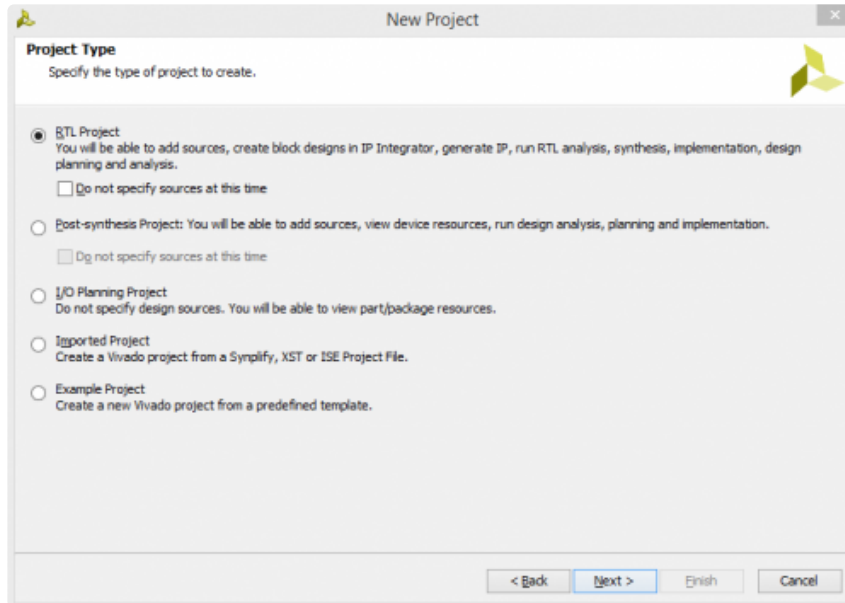 New Project
Project Type
Specify the type of project to create.
RTL Project
You will be able to add sources, create block designs in IP Integrator, generate IP, run RTL analysis, synthesis, implementation, design
planning and analysis.
Do not specify sources at this time
Post-synthesis Project: You will be able to add sources, view device resources, run design analysis, planning and implementation.
Do not specify sources at this time
I/O Planning Project
Do not specify design sources. You will be able to view part/package resources.
Imported Project
Create a Vivado project from a Synplify, XST or ISE Project File.
Example Project
Create a new Vivado project from a predefined template.
< Back Next > Finish Cancel